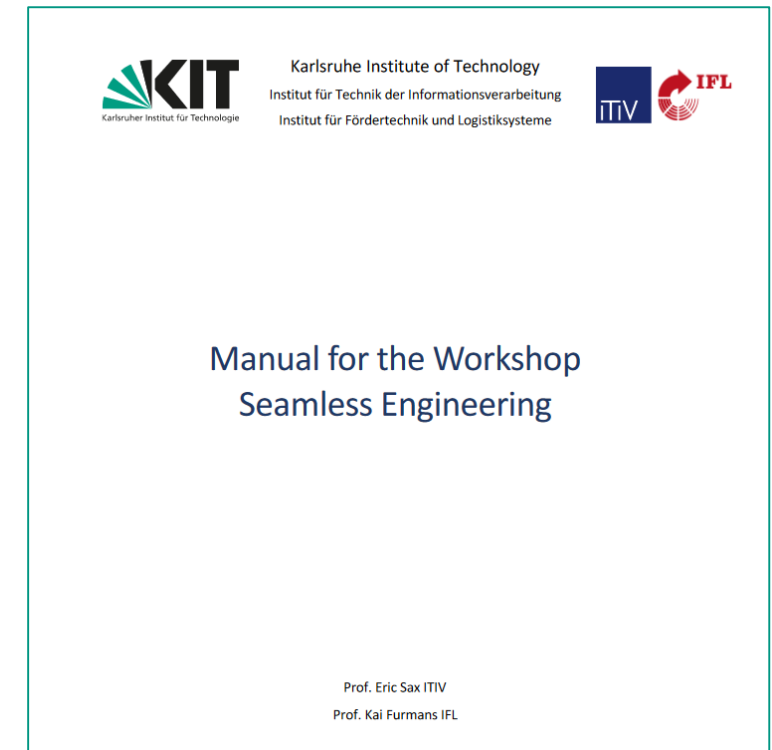 KIT
Karlsruher Institut für Technologie
Karlsruhe Institute of Technology
Institut für Technik der Informationsverarbeitung
Institut für Fördertechnik und Logistiksysteme
iTiV
IFL
Manual for the Workshop
Seamless Engineering
Prof. Eric Sax ITIV
Prof. Kai Furmans IFL